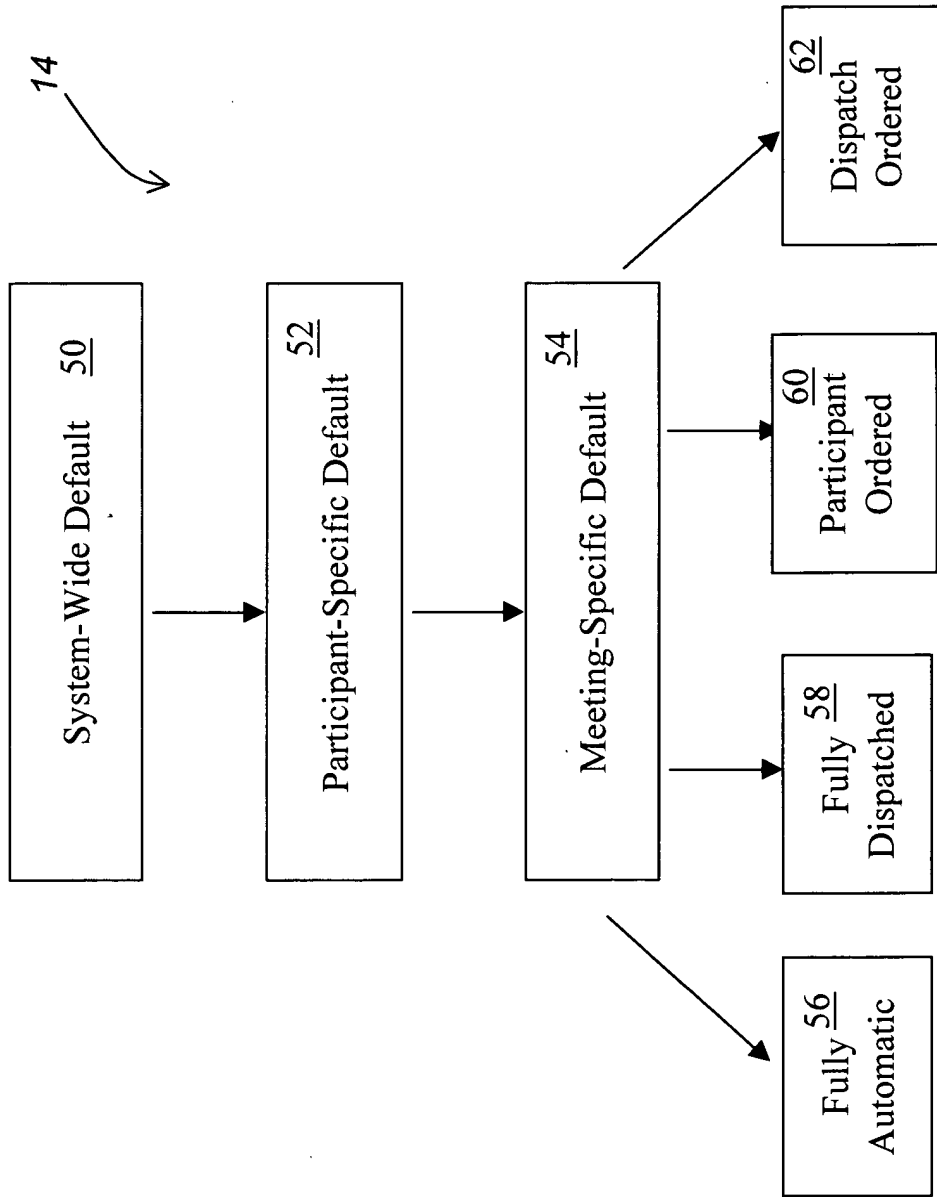 14
System-Wide Default 50
Participant-Specific Default 52
Meeting-Specific Default 54
Fully 56
Automatic
Fully 58
Dispatched
60
Participant
Ordered
62
Dispatch
Ordered